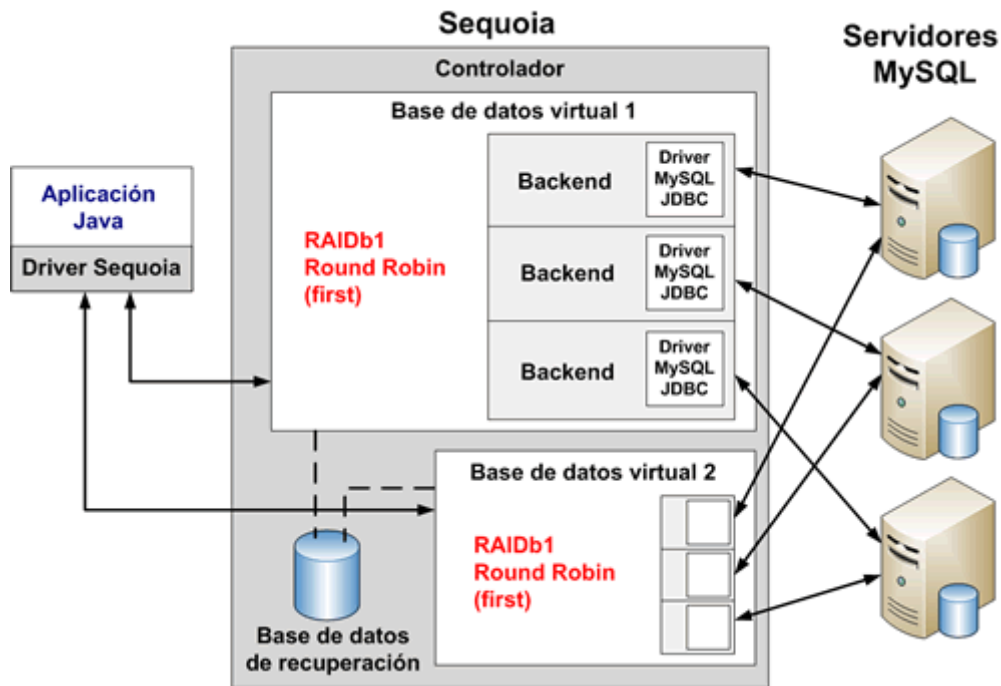 Sequoia
Servidores
MySQL
Controlador
Base de datos virtual 1
Aplicación
Java
Driver Sequoia
RAIDb1
Round Robin
(first)
Backend
Driver
MySQL
JDBC
Backend
Driver
MySQL
JDBC
Backend
Driver
MySQL
JDBC
Base de datos virtual 2
RAIDb1
Round Robin
(first)
Base de datos
de recuperación